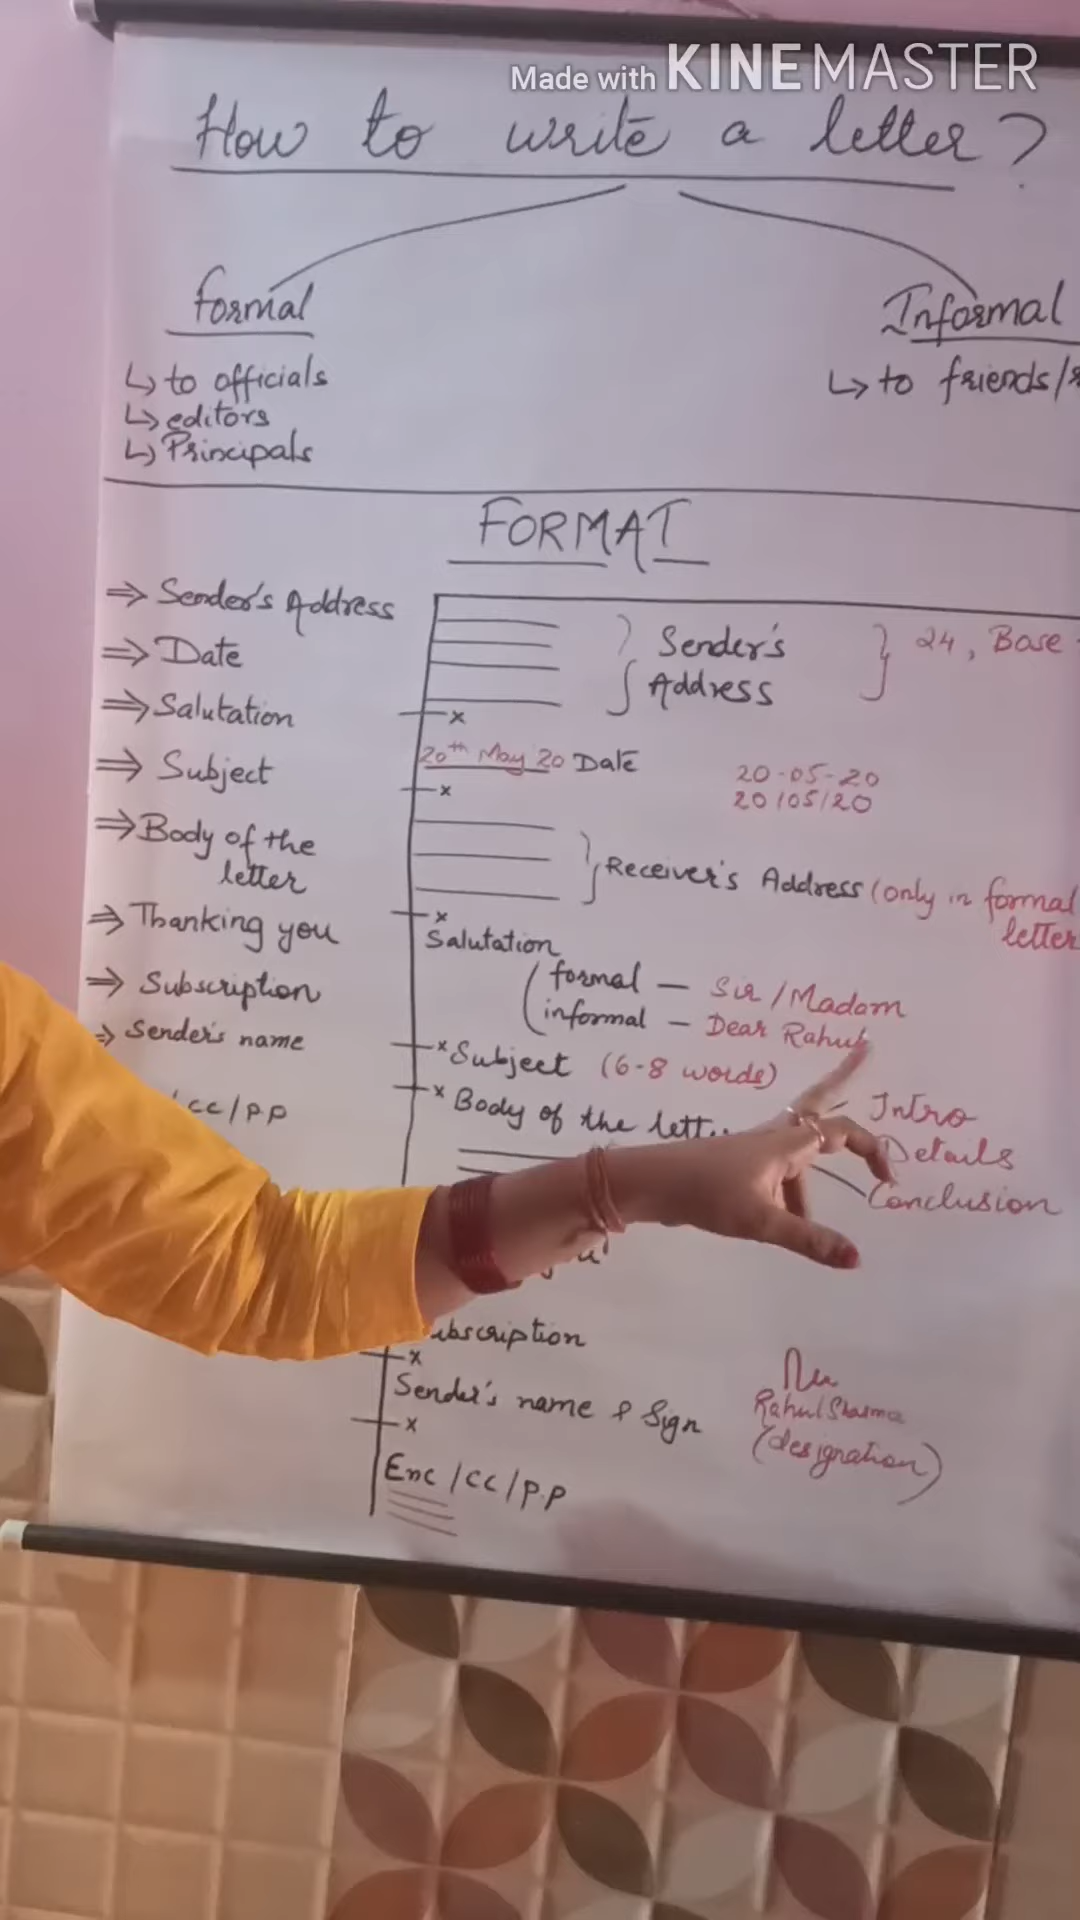 Made with KINEMASTER
How to write a letter?
Formal
Informal
↳ to officials
↳ to friends/
↳ editors
↳ Principals
FORMAT
⇒ Sender's Address
⇒ Date
⇒ Salutation
⇒ Subject
⇒ Body of the
letter
⇒ Thanking you
⇒ Subscription
⇒ Sender's name
cc/p.p
Sender's
Address
24, Base
x
20th May 20 Date
20-05-20
20/05/20
x
Receiver's Address (only in formal
letter
x
Salutation
formal — Sir/Madam
informal — Dear Rahul
x Subject (6-8 words)
x Body of the
Intro
Details
Conclusion
x
Sender's name & Sign
Rahul Sharma
(designation)
x
Enc/cc/p.p